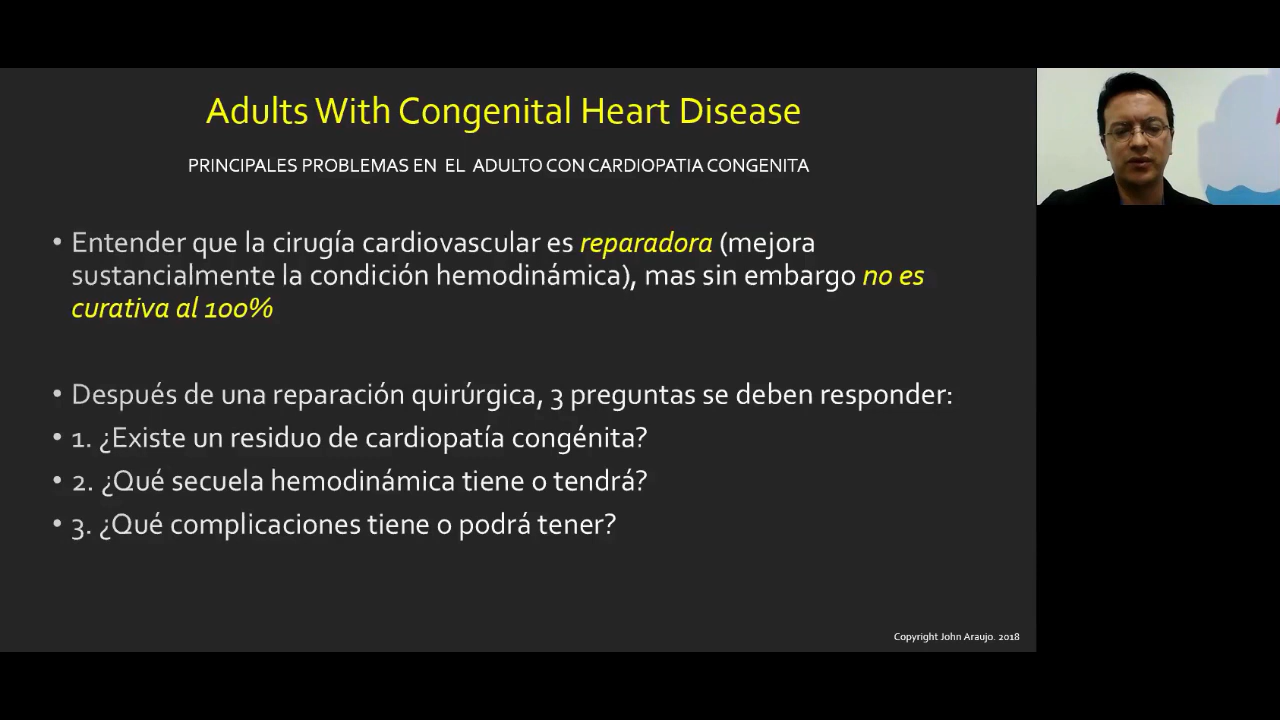 Adults With Congenital Heart Disease
PRINCIPALES PROBLEMAS EN EL ADULTO CON CARDIOPATIA CONGENITA
• Entender que la cirugía cardiovascular es reparadora (mejora
sustancialmente la condición hemodinámica), mas sin embargo no es
curativa al 100%
• Después de una reparación quirúrgica, 3 preguntas se deben responder:
• 1. ¿Existe un residuo de cardiopatía congénita?
• 2. ¿Qué secuela hemodinámica tiene o tendrá?
• 3. ¿Qué complicaciones tiene o podrá tener?
Copyright John Araujo. 2018